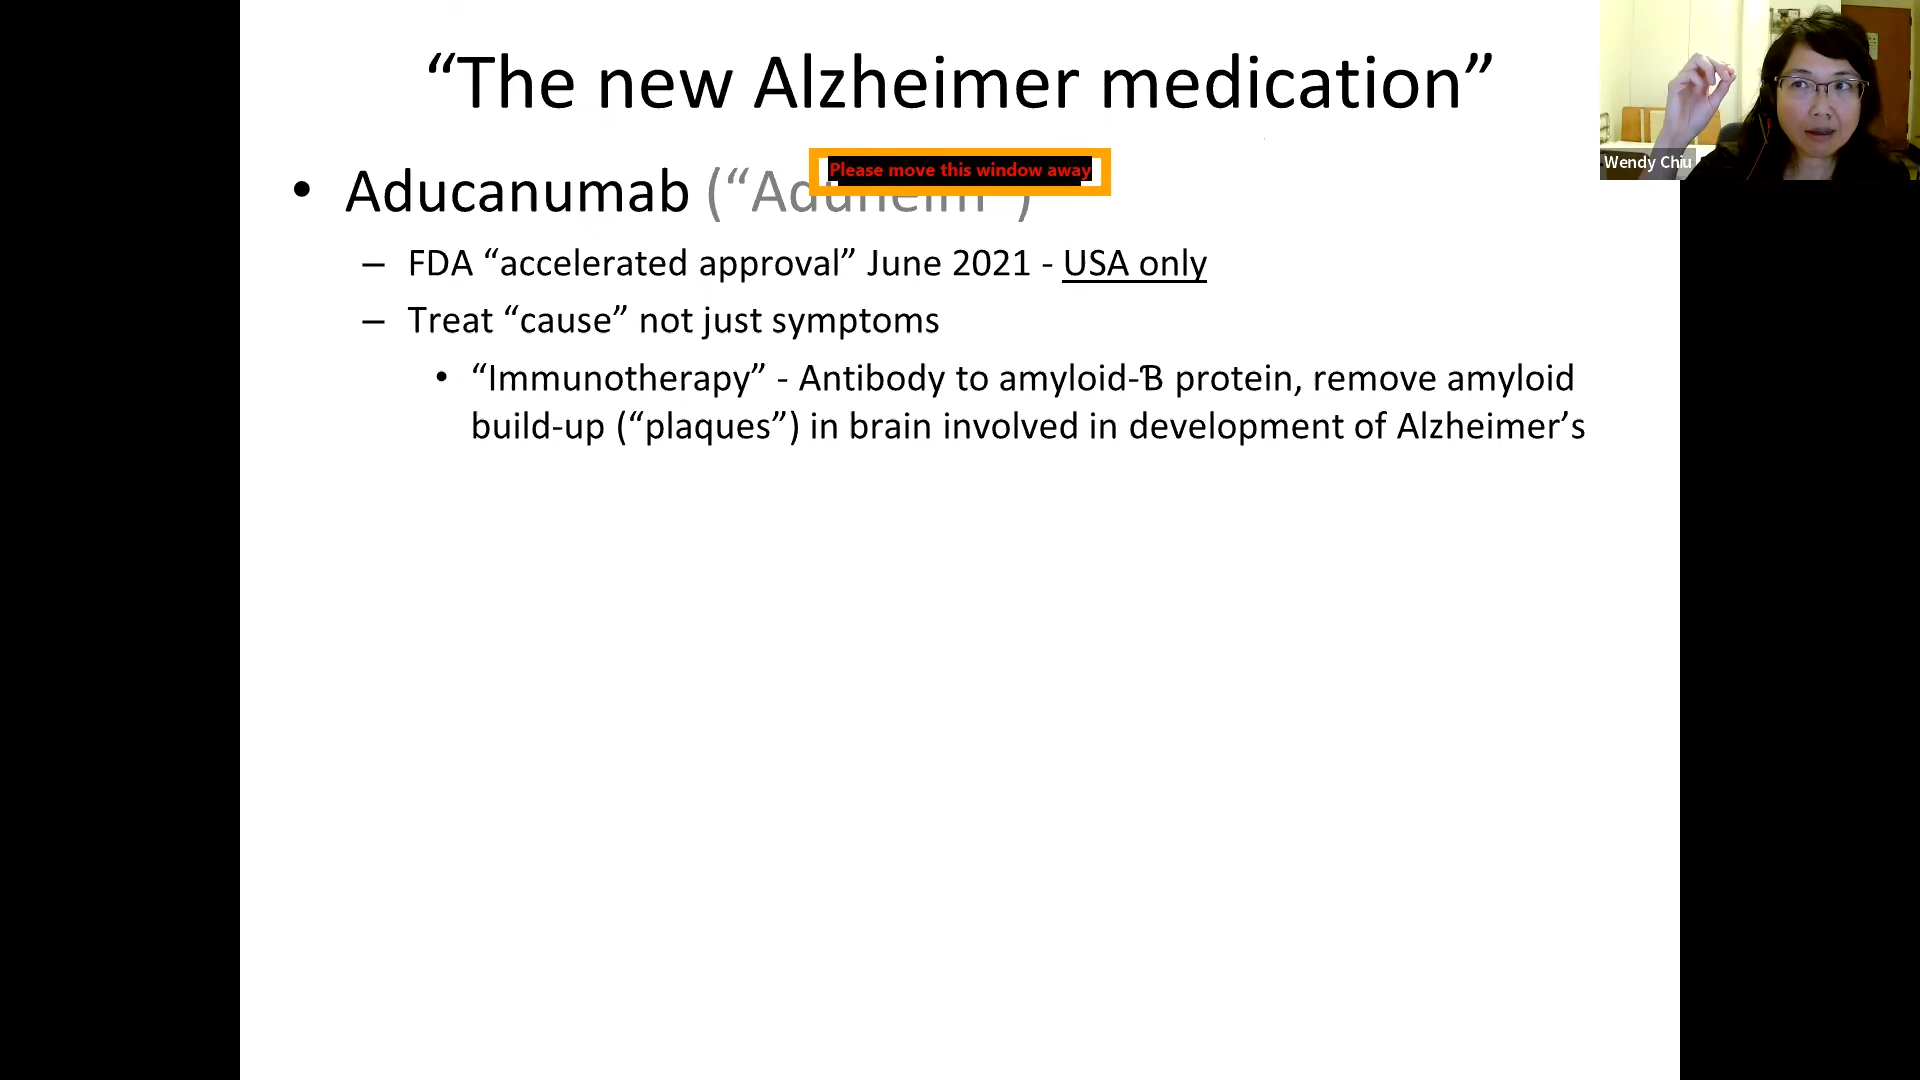 “The new Alzheimer medication”
Please move this window away
• Aducanumab (“Aduhelm”)
– FDA “accelerated approval” June 2021 - USA only
– Treat “cause” not just symptoms
• “Immunotherapy” - Antibody to amyloid-Ɓ protein, remove amyloid
build-up (“plaques”) in brain involved in development of Alzheimer’s
Wendy Chiu